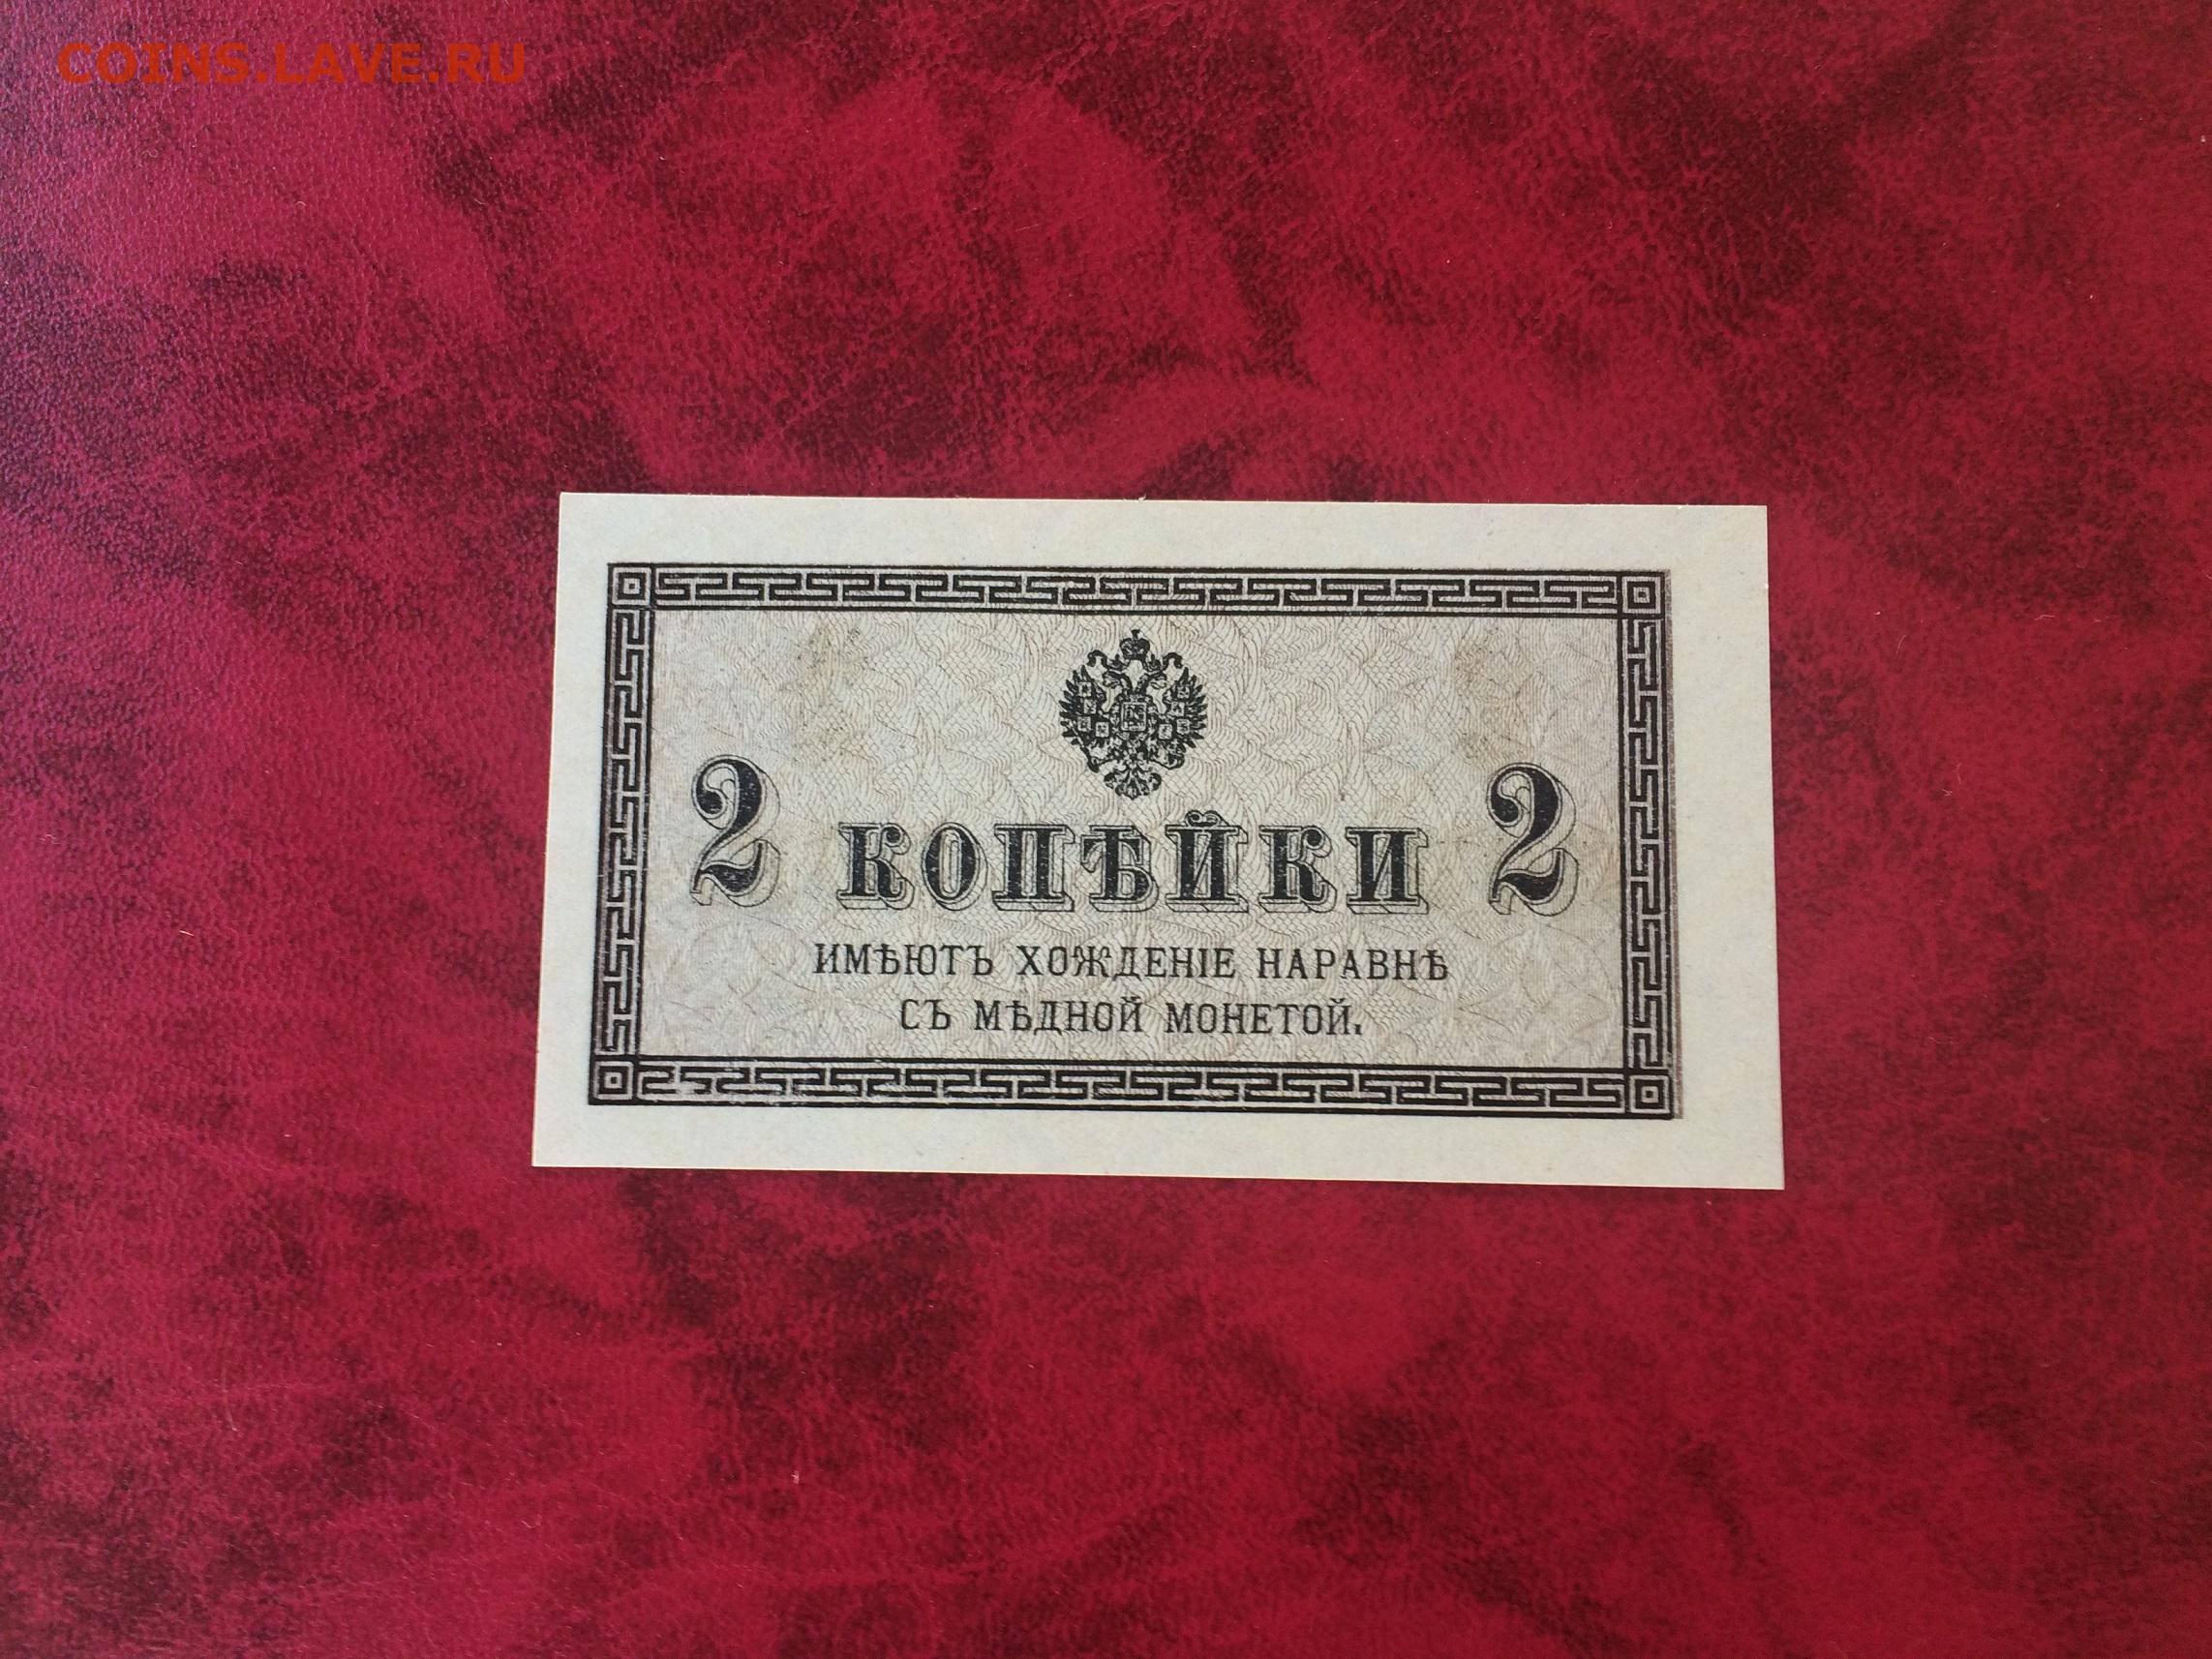 COINS.LAVE.RU
2 КОПѢЙКИ 2
ИМѢЮТЪ ХОЖДЕНІЕ НАРАВНѢ
СЪ МѢДНОЙ МОНЕТОЙ.